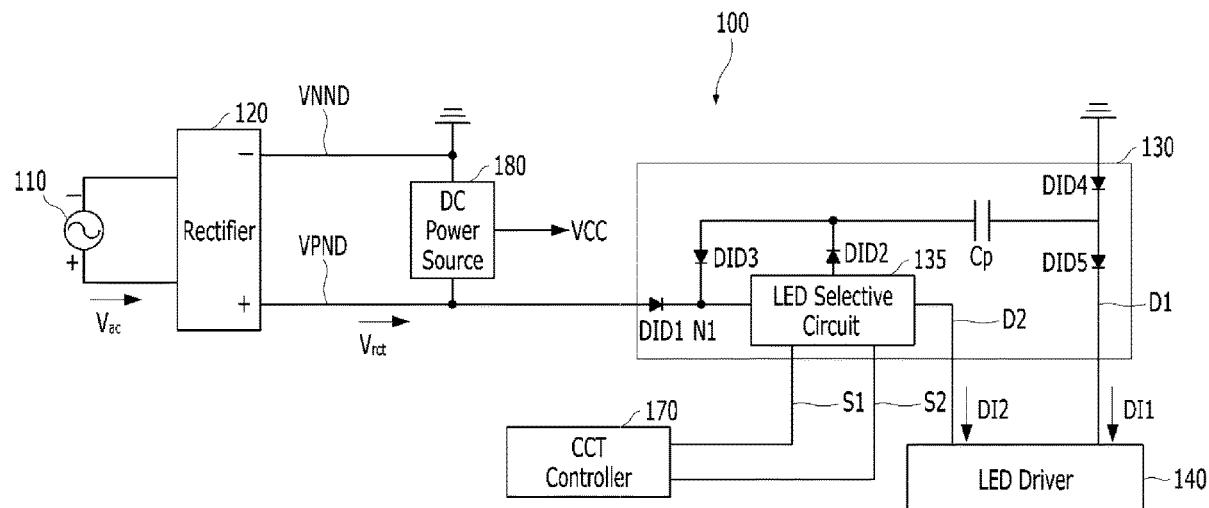 100
VNND
120
130
110
−
−
180
DID4
DC
Power
Source
Rectifier
VPND
VCC
DID3
DID2
135
Cp
DID5
LED Selective
Circuit
+
+
Vac
Vrct
DID1
N1
D2
D1
S1
S2
DI2
DI1
170
CCT
Controller
LED Driver
140